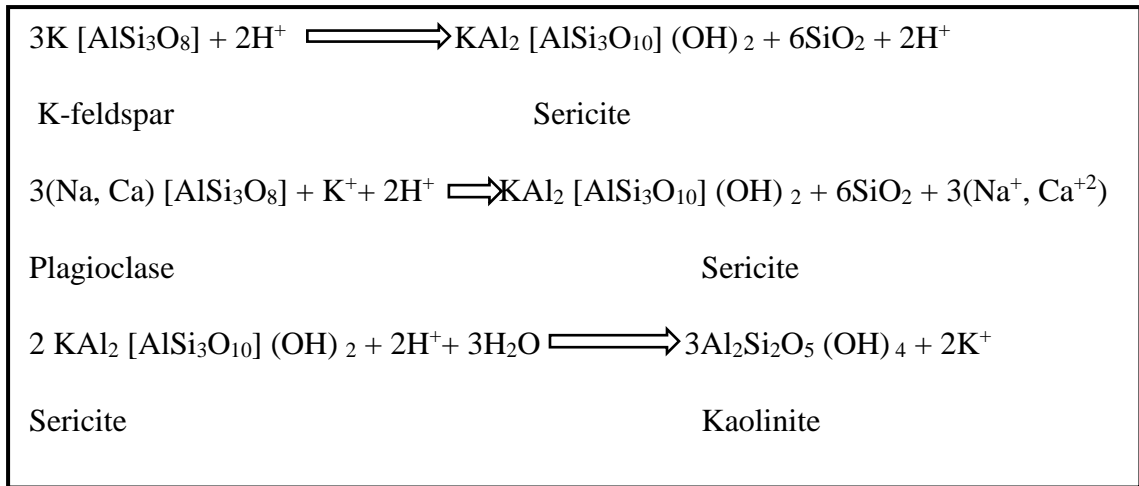 3K [AlSi₃O₈] + 2H⁺ ⟹ KAl₂ [AlSi₃O₁₀] (OH) ₂ + 6SiO₂ + 2H⁺
K-feldspar Sericite
3(Na, Ca) [AlSi₃O₈] + K⁺+ 2H⁺ ⟹ KAl₂ [AlSi₃O₁₀] (OH) ₂ + 6SiO₂ + 3(Na⁺, Ca⁺²)
Plagioclase Sericite
2 KAl₂ [AlSi₃O₁₀] (OH) ₂ + 2H⁺+ 3H₂O ⟹ 3Al₂Si₂O₅ (OH) ₄ + 2K⁺
Sericite Kaolinite